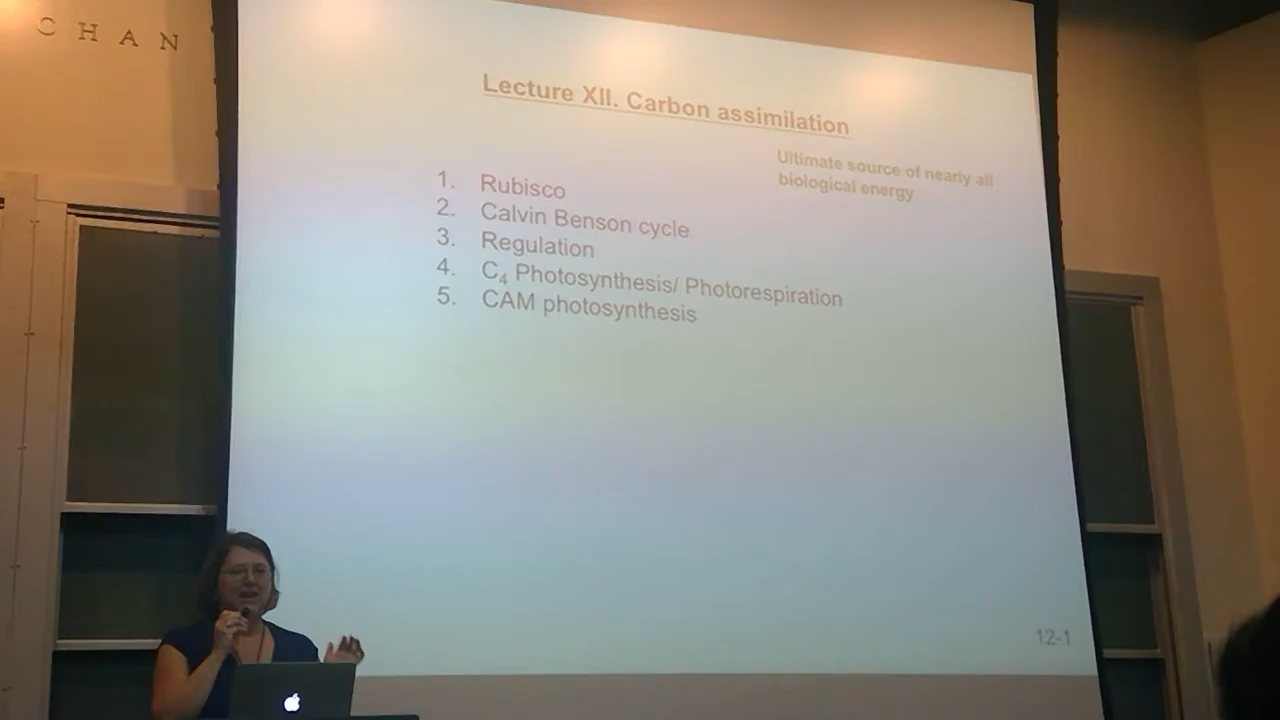 CHAN
Lecture XII. Carbon assimilation
Ultimate source of nearly all
biological energy
1. Rubisco
2. Calvin Benson cycle
3. Regulation
4. C₄ Photosynthesis/ Photorespiration
5. CAM photosynthesis
12-1